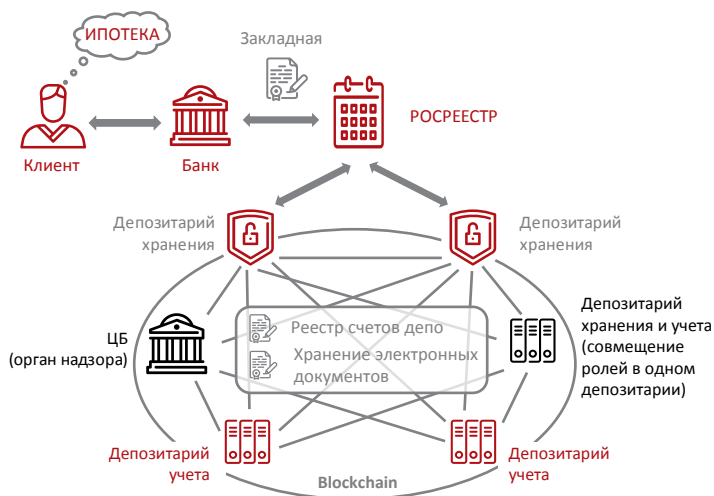 ИПОТЕКА
Закладная
РОСРЕЕСТР
Клиент
Банк
Депозитарий
хранения
Депозитарий
хранения
ЦБ
(орган надзора)
Реестр счетов депо
Хранение электронных
документов
Депозитарий
хранения и учета
(совмещение
ролей в одном
депозитарии)
Депозитарий
учета
Депозитарий
учета
Blockchain